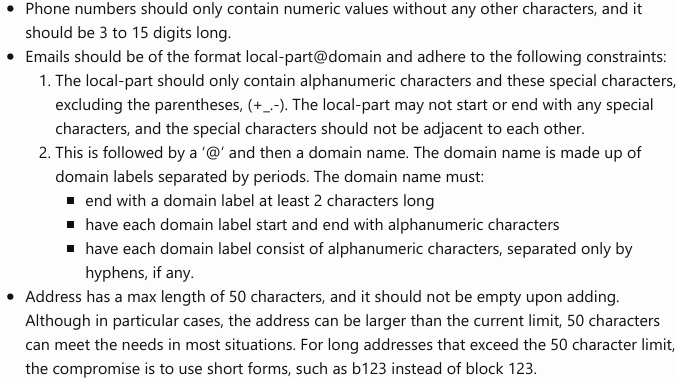 • Phone numbers should only contain numeric values without any other characters, and it
should be 3 to 15 digits long.
• Emails should be of the format local-part@domain and adhere to the following constraints:
1. The local-part should only contain alphanumeric characters and these special characters,
excluding the parentheses, (+_.-). The local-part may not start or end with any special
characters, and the special characters should not be adjacent to each other.
2. This is followed by a ‘@’ and then a domain name. The domain name is made up of
domain labels separated by periods. The domain name must:
▪ end with a domain label at least 2 characters long
▪ have each domain label start and end with alphanumeric characters
▪ have each domain label consist of alphanumeric characters, separated only by
hyphens, if any.
• Address has a max length of 50 characters, and it should not be empty upon adding.
Although in particular cases, the address can be larger than the current limit, 50 characters
can meet the needs in most situations. For long addresses that exceed the 50 character limit,
the compromise is to use short forms, such as b123 instead of block 123.